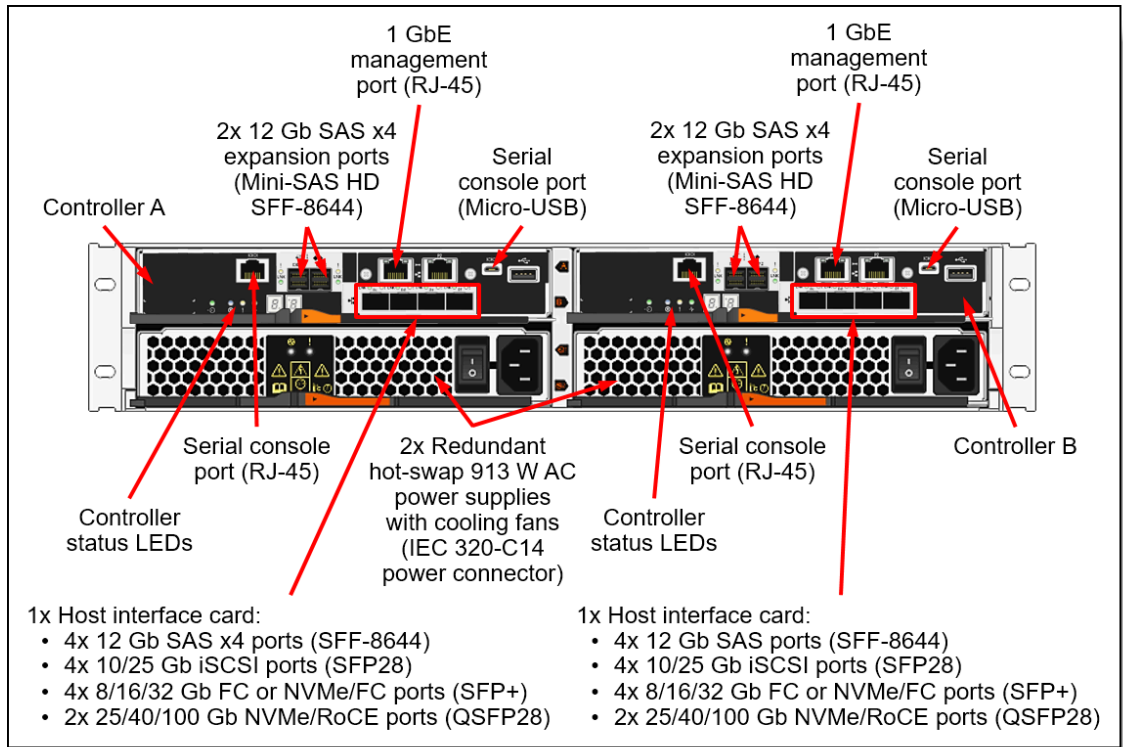 1 GbE
management
port (RJ-45)
1 GbE
management
port (RJ-45)
2x 12 Gb SAS x4
expansion ports
(Mini-SAS HD
SFF-8644)
Serial
console port
(Micro-USB)
2x 12 Gb SAS x4
expansion ports
(Mini-SAS HD
SFF-8644)
Serial
console port
(Micro-USB)
Controller A
Serial console
port (RJ-45)
2x Redundant
hot-swap 913 W AC
power supplies
with cooling fans
(IEC 320-C14
power connector)
Serial console
port (RJ-45)
Controller B
Controller
status LEDs
Controller
status LEDs
1x Host interface card:
• 4x 12 Gb SAS x4 ports (SFF-8644)
• 4x 10/25 Gb iSCSI ports (SFP28)
• 4x 8/16/32 Gb FC or NVMe/FC ports (SFP+)
• 2x 25/40/100 Gb NVMe/RoCE ports (QSFP28)
1x Host interface card:
• 4x 12 Gb SAS ports (SFF-8644)
• 4x 10/25 Gb iSCSI ports (SFP28)
• 4x 8/16/32 Gb FC or NVMe/FC ports (SFP+)
• 2x 25/40/100 Gb NVMe/RoCE ports (QSFP28)